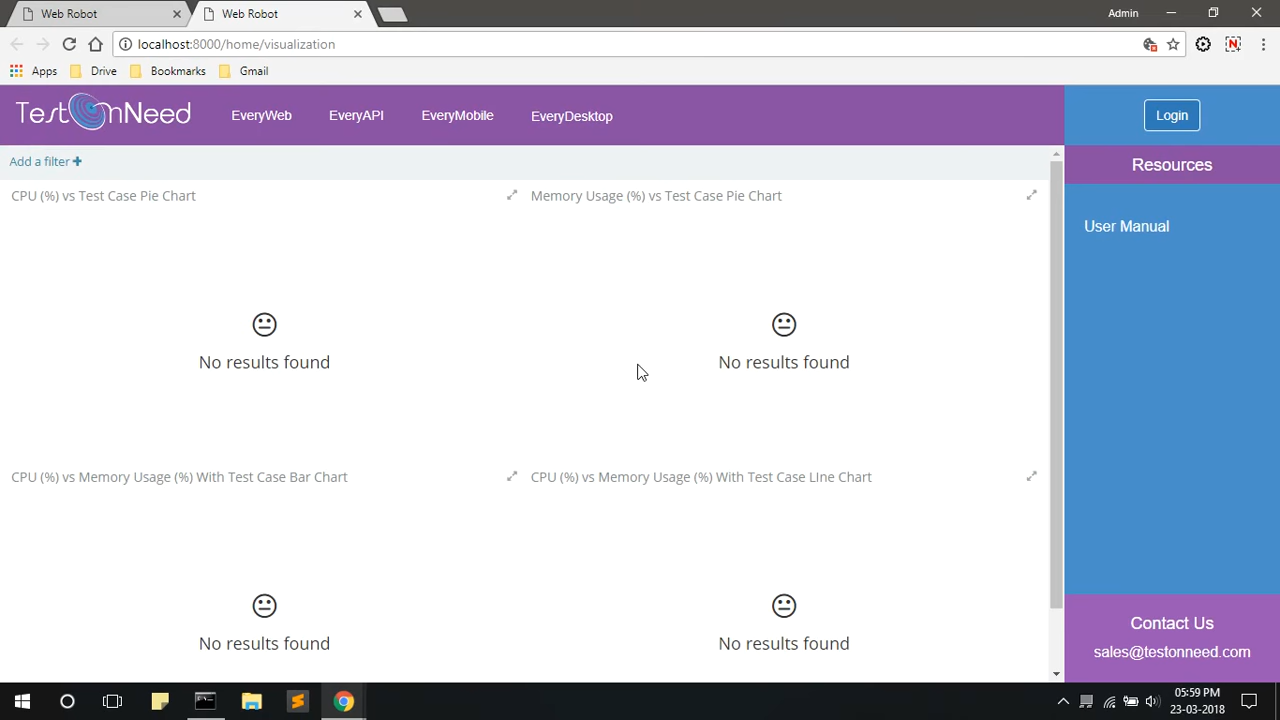 Web Robot
Web Robot
Admin
localhost:8000/home/visualization
Apps
Drive
Bookmarks
Gmail
TestonNeed
EveryWeb
EveryAPI
EveryMobile
EveryDesktop
Login
Add a filter
Resources
CPU (%) vs Test Case Pie Chart
Memory Usage (%) vs Test Case Pie Chart
User Manual
No results found
No results found
CPU (%) vs Memory Usage (%) With Test Case Bar Chart
CPU (%) vs Memory Usage (%) With Test Case LIne Chart
No results found
No results found
Contact Us
sales@testonneed.com
05:59 PM
23-03-2018